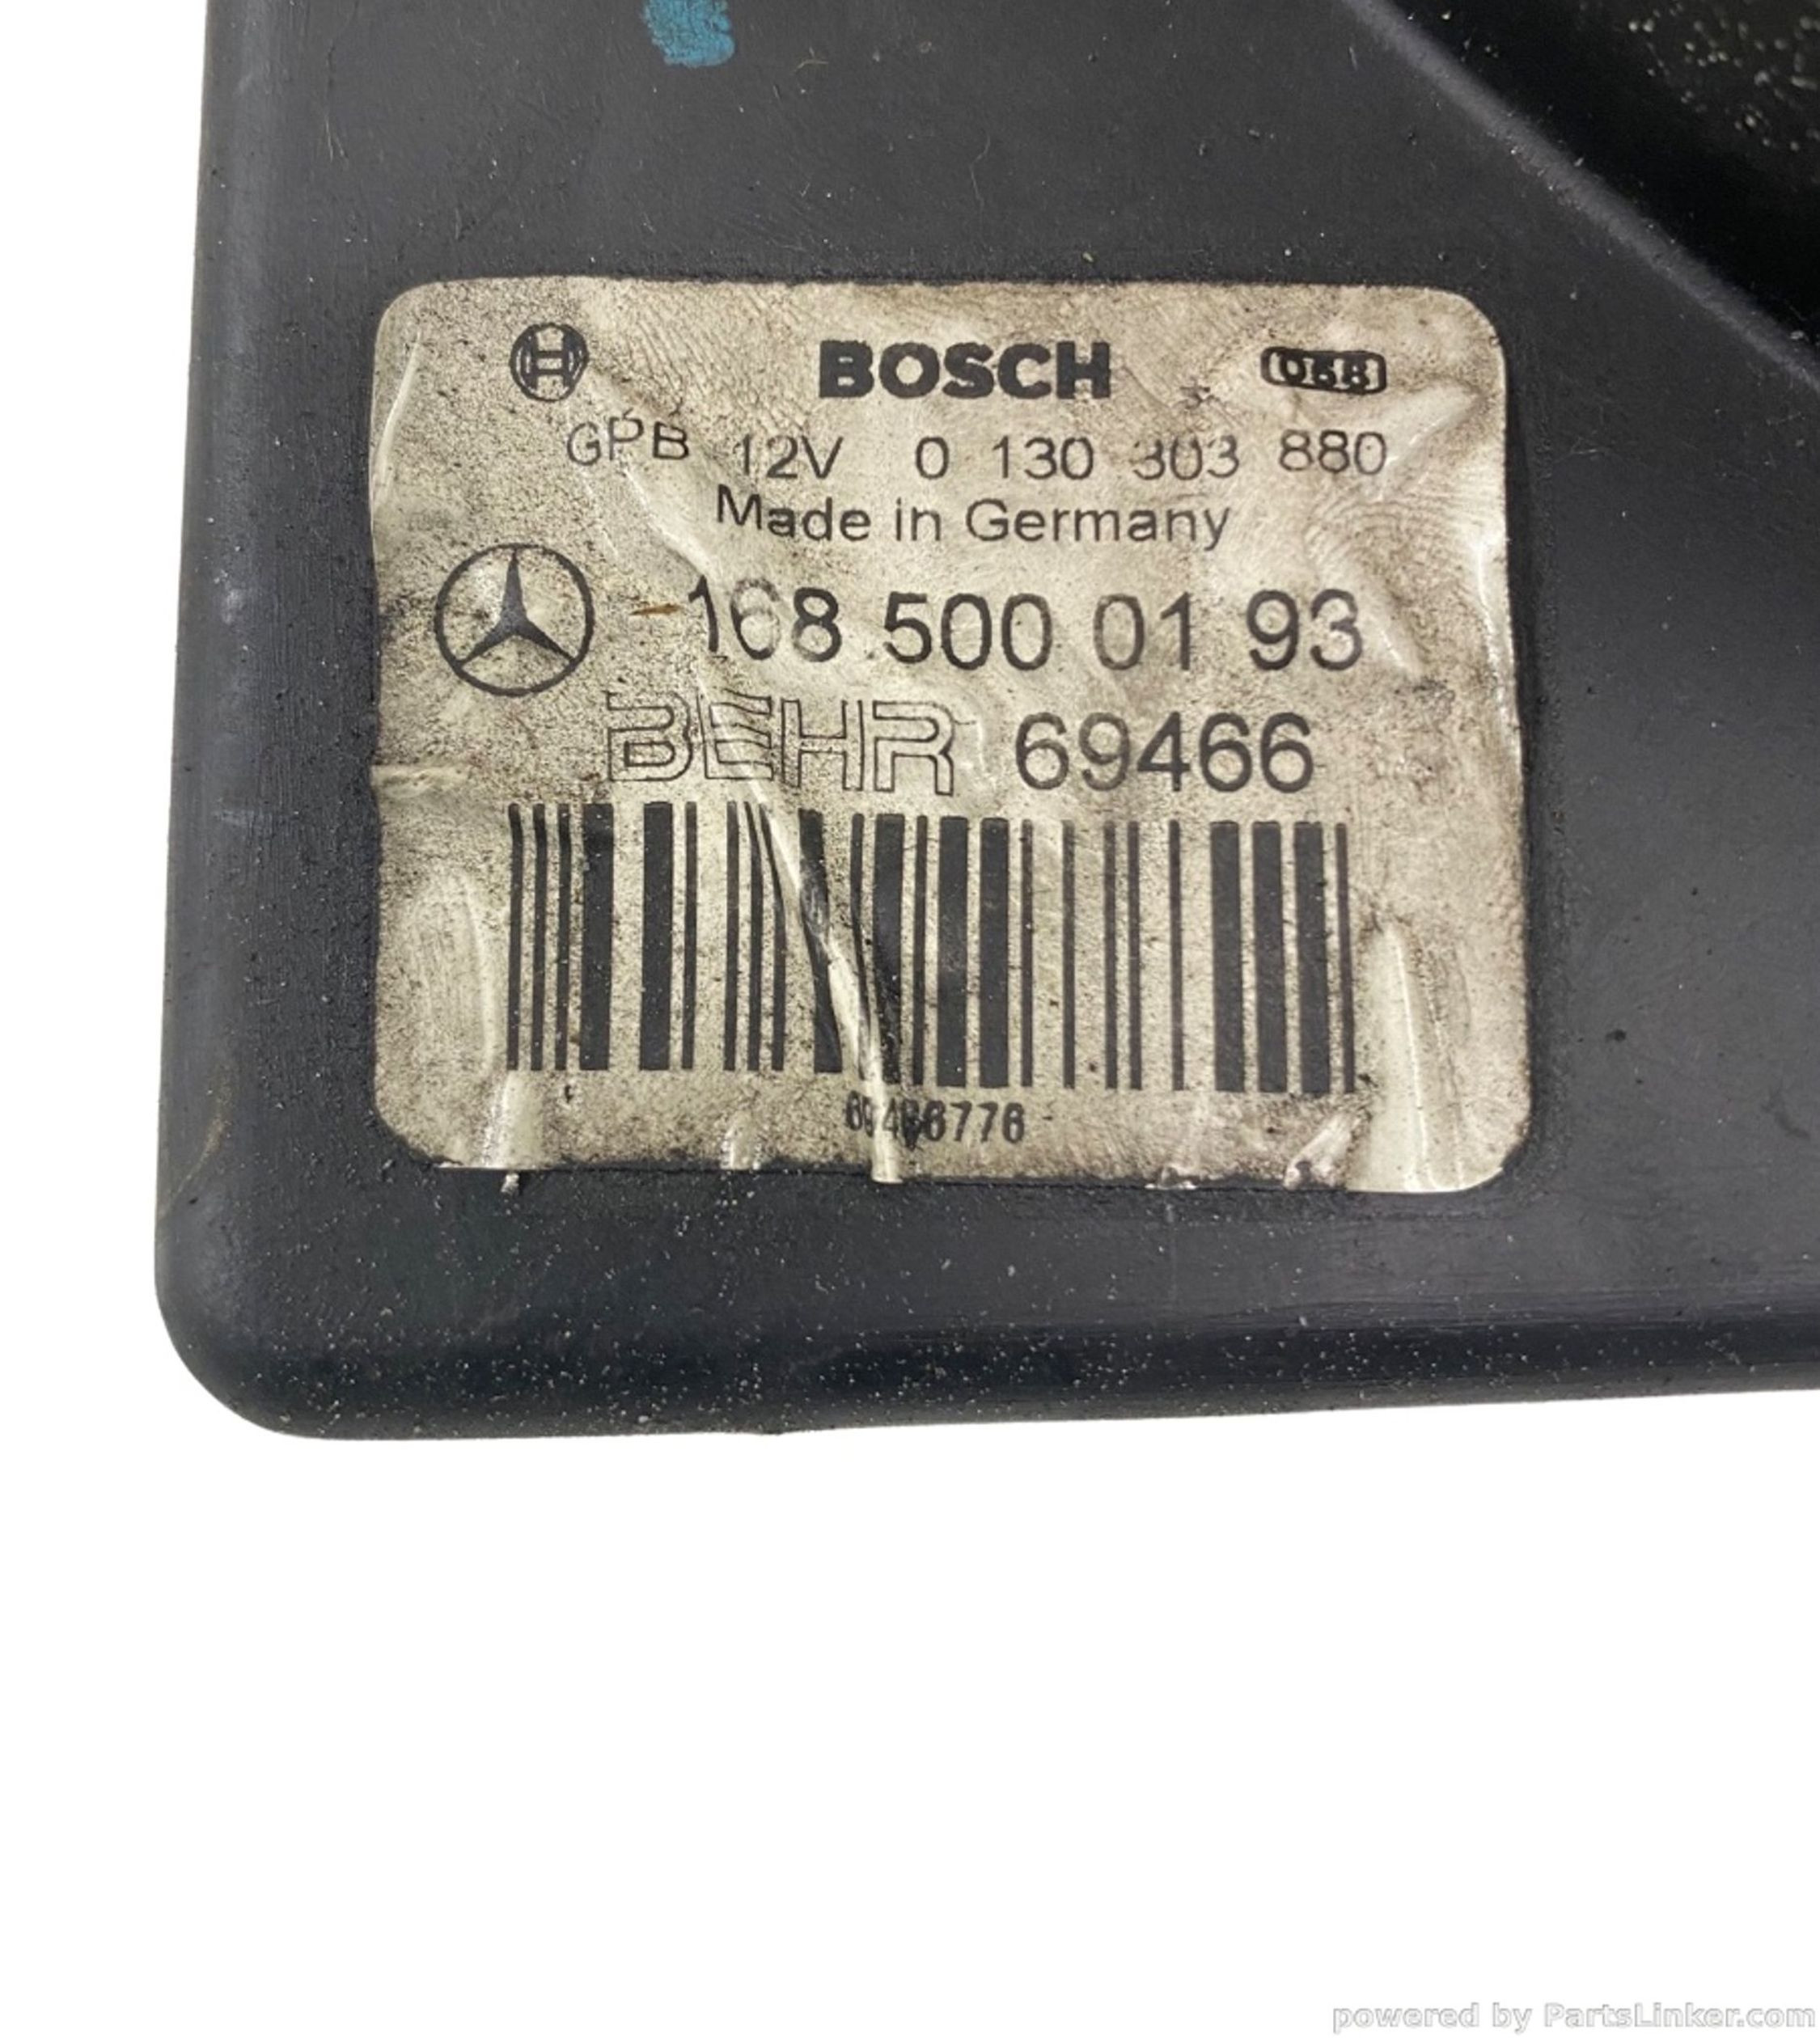 BOSCH
GPB 12V 0 130 303 880
Made in Germany
168 500 01 93
BEHR 69466
powered by PartsLinker.com